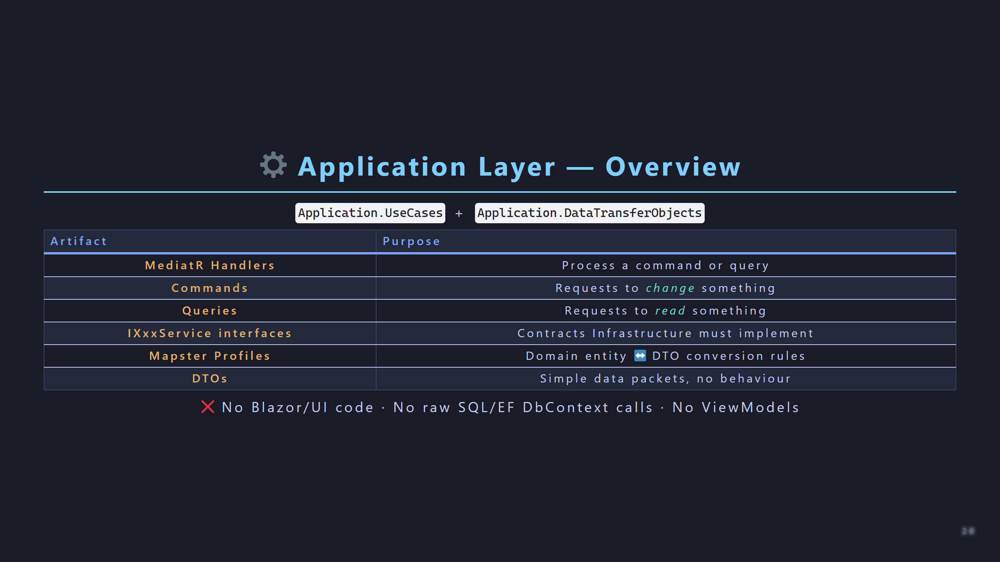 ⚙ Application Layer — Overview
Application.UseCases + Application.DataTransferObjects
Artifact Purpose
MediatR Handlers Process a command or query
Commands Requests to change something
Queries Requests to read something
IXxxService interfaces Contracts Infrastructure must implement
Mapster Profiles Domain entity ↔ DTO conversion rules
DTOs Simple data packets, no behaviour
❌ No Blazor/UI code · No raw SQL/EF DbContext calls · No ViewModels
20